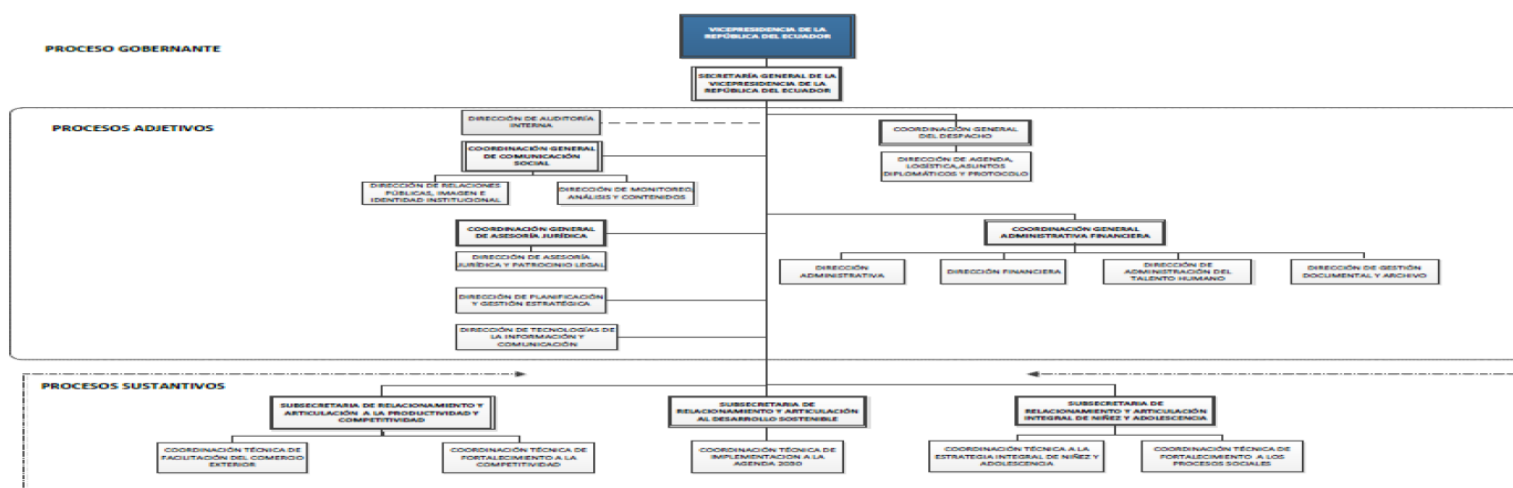 VICEPRESIDENCIA DE LA
REPÚBLICA DEL ECUADOR
PROCESO GOBERNANTE
SECRETARÍA GENERAL DE LA
VICEPRESIDENCIA DE LA
REPÚBLICA DEL ECUADOR
PROCESOS ADJETIVOS
DIRECCIÓN DE AUDITORÍA
INTERNA
COORDINACIÓN GENERAL
DEL DESPACHO
COORDINACIÓN GENERAL
DE COMUNICACIÓN
SOCIAL
DIRECCIÓN DE AGENDA,
LOGÍSTICA,ASUNTOS
DIPLOMÁTICOS Y PROTOCOLO
DIRECCIÓN DE RELACIONES
PÚBLICAS, IMAGEN E
IDENTIDAD INSTITUCIONAL
DIRECCIÓN DE MONITOREO,
ANÁLISIS Y CONTENIDOS
COORDINACIÓN GENERAL
DE ASESORÍA JURÍDICA
COORDINACIÓN GENERAL
ADMINISTRATIVA FINANCIERA
DIRECCIÓN DE ASESORÍA
JURÍDICA Y PATROCINIO LEGAL
DIRECCIÓN
ADMINISTRATIVA
DIRECCIÓN FINANCIERA
DIRECCIÓN DE
ADMINISTRACIÓN DEL
TALENTO HUMANO
DIRECCIÓN DE GESTIÓN
DOCUMENTAL Y ARCHIVO
DIRECCIÓN DE PLANIFICACIÓN
Y GESTIÓN ESTRATÉGICA
DIRECCIÓN DE TECNOLOGÍAS DE
LA INFORMACIÓN Y
COMUNICACIÓN
PROCESOS SUSTANTIVOS
SUBSECRETARIA DE RELACIONAMIENTO Y
ARTICULACIÓN A LA PRODUCTIVIDAD Y
COMPETITIVIDAD
SUBSECRETARIA DE
RELACIONAMIENTO Y ARTICULACIÓN
AL DESARROLLO SOSTENIBLE
SUBSECRETARIA DE
RELACIONAMIENTO Y ARTICULACIÓN
INTEGRAL DE NIÑEZ Y ADOLESCENCIA
COORDINACIÓN TÉCNICA DE
FACILITACIÓN DEL COMERCIO
EXTERIOR
COORDINACIÓN TÉCNICA DE
FORTALECIMIENTO A LA
COMPETITIVIDAD
COORDINACIÓN TÉCNICA DE
IMPLEMENTACION A LA
AGENDA 2030
COORDINACIÓN TÉCNICA A LA
ESTRATEGIA INTEGRAL DE NIÑEZ Y
ADOLESCENCIA
COORDINACIÓN TÉCNICA DE
FORTALECIMIENTO A LOS
PROCESOS SOCIALES